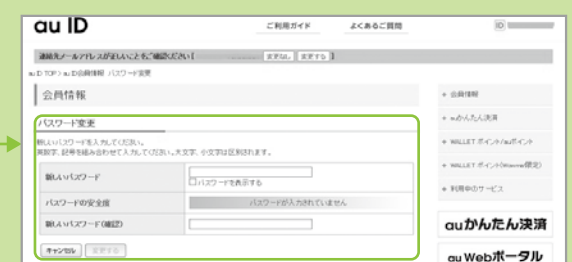 au ID
ご利用ガイド
よくあるご質問
ID
連絡先メールアドレスが正しいことをご確認ください [
変更なし
変更する ]
au ID TOP > au ID会員情報 パスワード変更
会員情報
パスワード変更
新しいパスワードを入力してください。
英数字、記号を組み合わせて入力してください。大文字、小文字は区別されます。
新しいパスワード
パスワードを表示する
パスワードの安全度
パスワードが入力されていません
新しいパスワード(確認)
キャンセル
変更する
+ 会員情報
+ auかんたん決済
+ WALLET ポイント/auポイント
+ WALLET ポイント(限定)
+ 利用中のサービス
auかんたん決済
au Webポータル